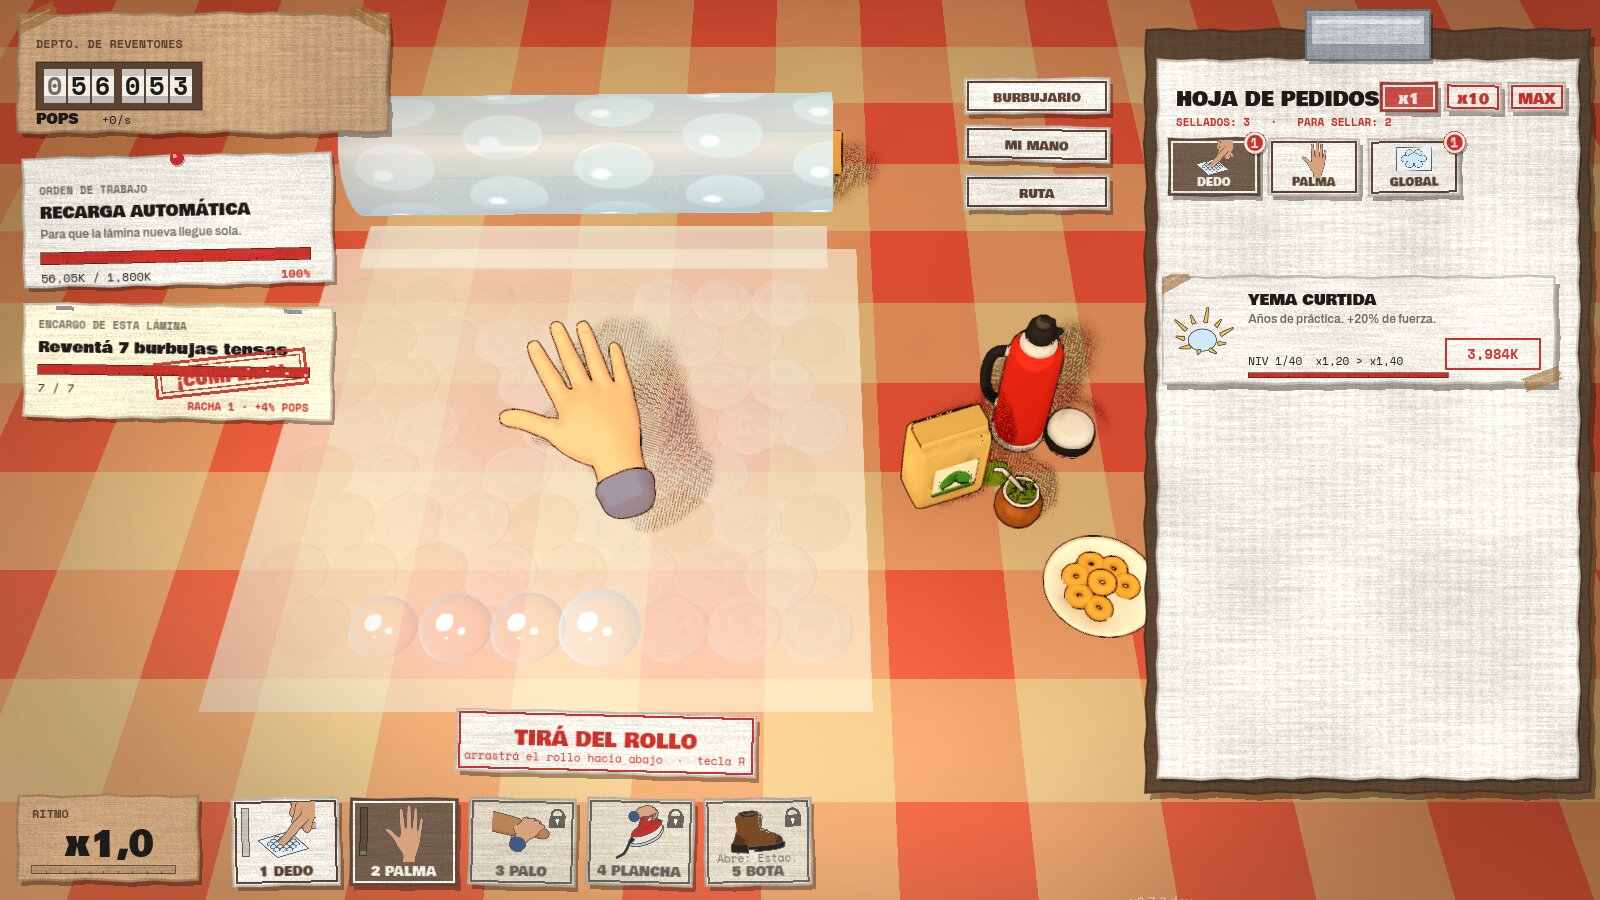 DEPTO. DE REVENTONES
056 053
POPS +0/s
ORDEN DE TRABAJO
RECARGA AUTOMÁTICA
Para que la lámina nueva llegue sola.
56,05K / 1,800K 100%
ENCARGO DE ESTA LÁMINA
Reventá 7 burbujas tensas
7 / 7
RACHA 1 · +4% POPS
BURBUJARIO
MI MANO
RUTA
HOJA DE PEDIDOS
x1
x10
MAX
SELLADOS: 3 · PARA SELLAR: 2
DEDO
1
PALMA
GLOBAL
1
YEMA CURTIDA
Años de práctica. +20% de fuerza.
NIV 1/40 x1,20 > x1,40
3,984K
TIRÁ DEL ROLLO
arrastrá el rollo hacia abajo · tecla R
RITMO
x1,0
1 DEDO
2 PALMA
3 PALO
4 PLANCHA
Abre: Estac.
5 BOTA